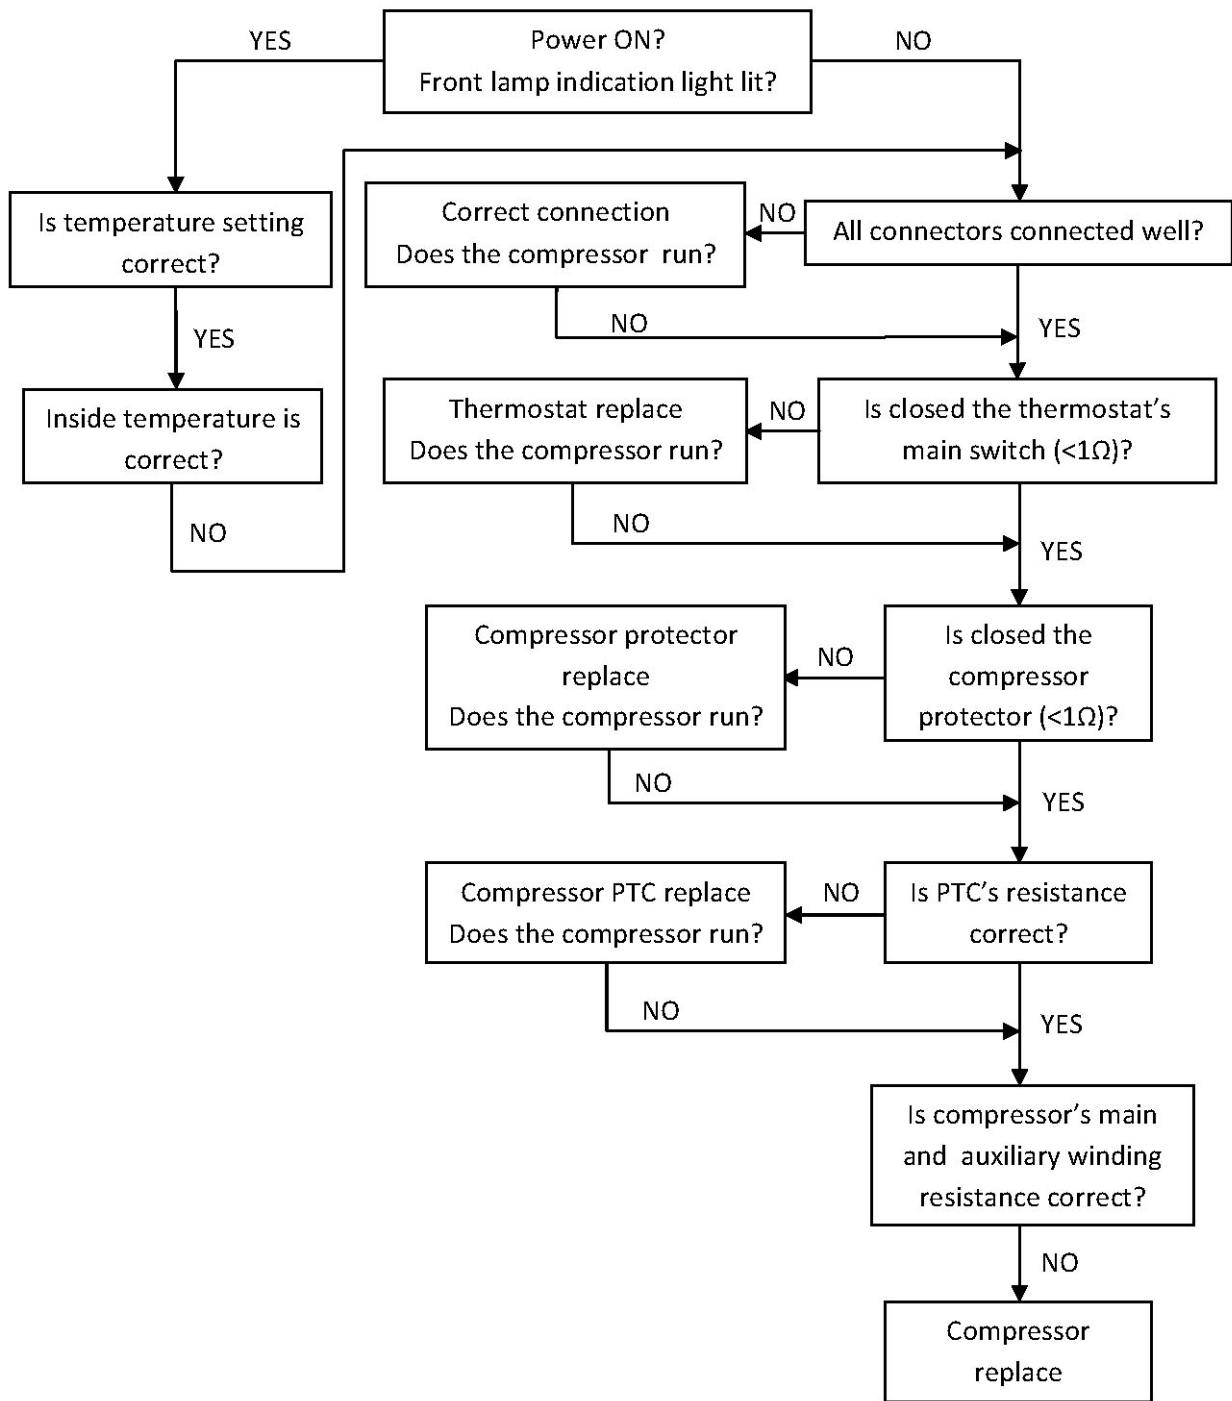 Power ON?
Front lamp indication light lit?
YES
NO
Is temperature setting
correct?
YES
Inside temperature is
correct?
NO
All connectors connected well?
NO
Correct connection
Does the compressor run?
NO
YES
Is closed the thermostat’s
main switch (<1Ω)?
NO
Thermostat replace
Does the compressor run?
NO
YES
Is closed the
compressor
protector (<1Ω)?
NO
Compressor protector
replace
Does the compressor run?
NO
YES
Is PTC’s resistance
correct?
NO
Compressor PTC replace
Does the compressor run?
NO
YES
Is compressor’s main
and auxiliary winding
resistance correct?
NO
Compressor
replace